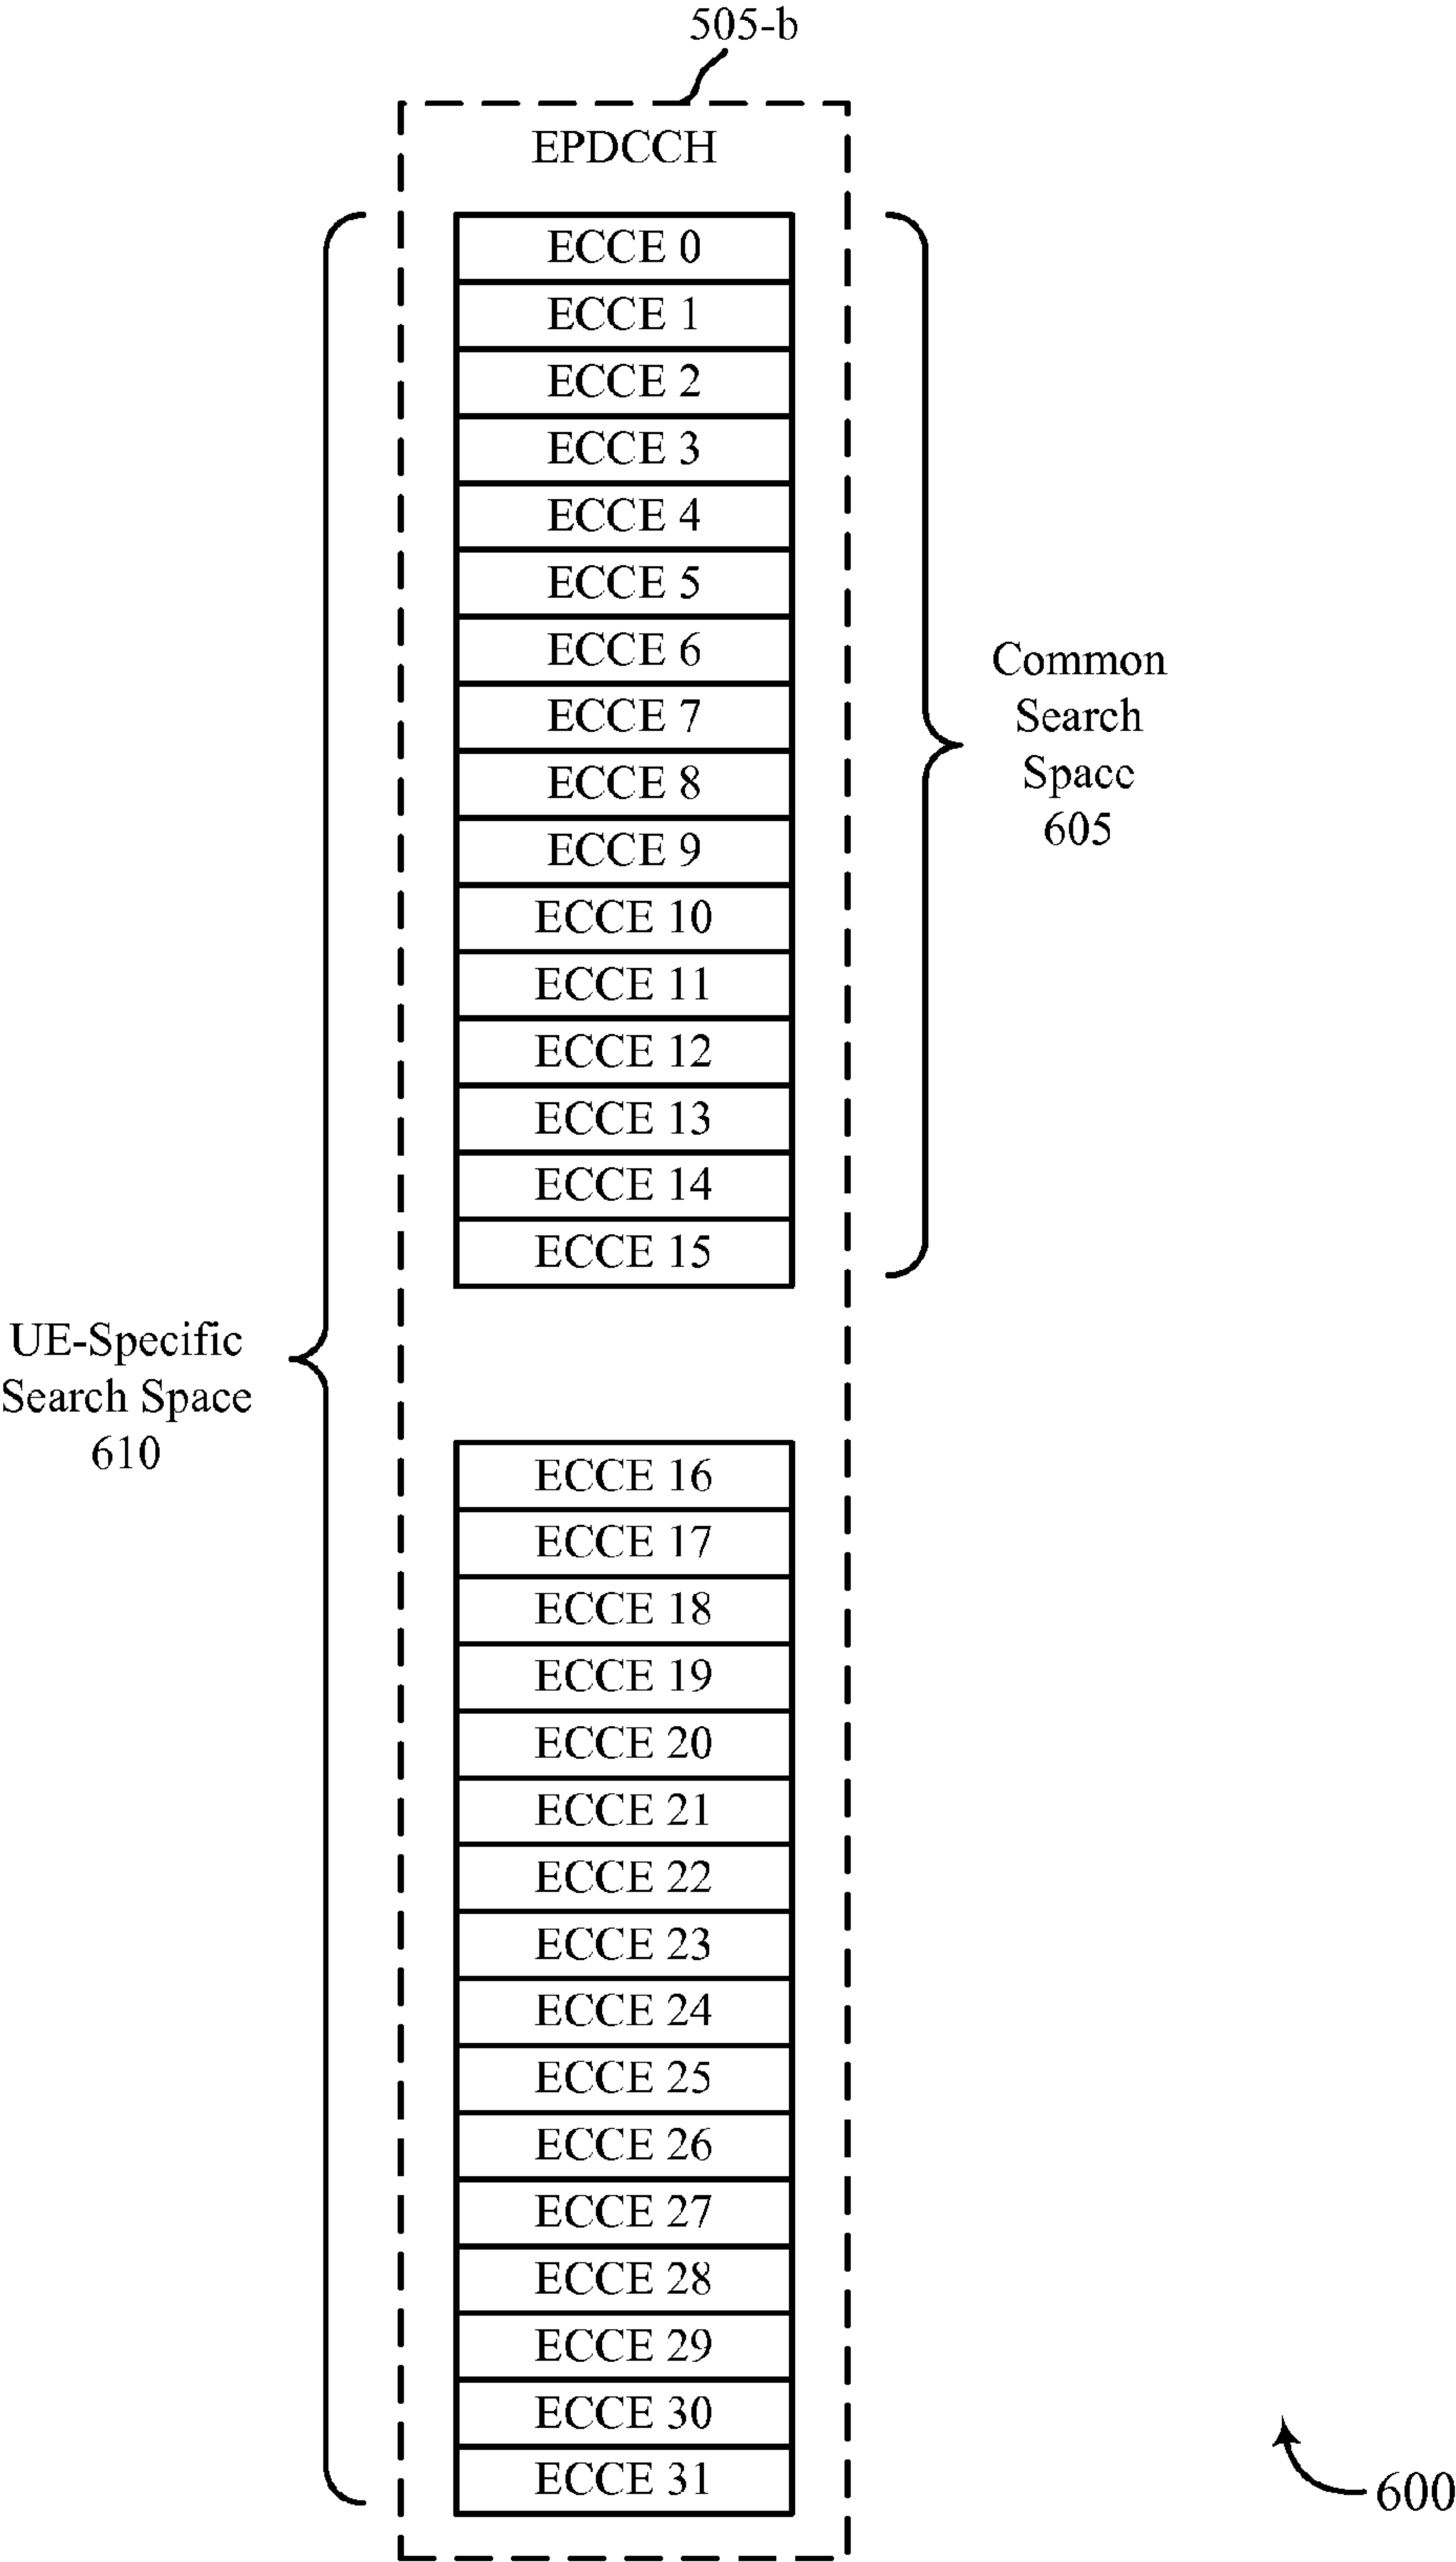 505-b
EPDCCH
ECCE 0
ECCE 1
ECCE 2
ECCE 3
ECCE 4
ECCE 5
ECCE 6
ECCE 7
ECCE 8
ECCE 9
ECCE 10
ECCE 11
ECCE 12
ECCE 13
ECCE 14
ECCE 15
Common
Search
Space
605
UE-Specific
Search Space
610
ECCE 16
ECCE 17
ECCE 18
ECCE 19
ECCE 20
ECCE 21
ECCE 22
ECCE 23
ECCE 24
ECCE 25
ECCE 26
ECCE 27
ECCE 28
ECCE 29
ECCE 30
ECCE 31
600